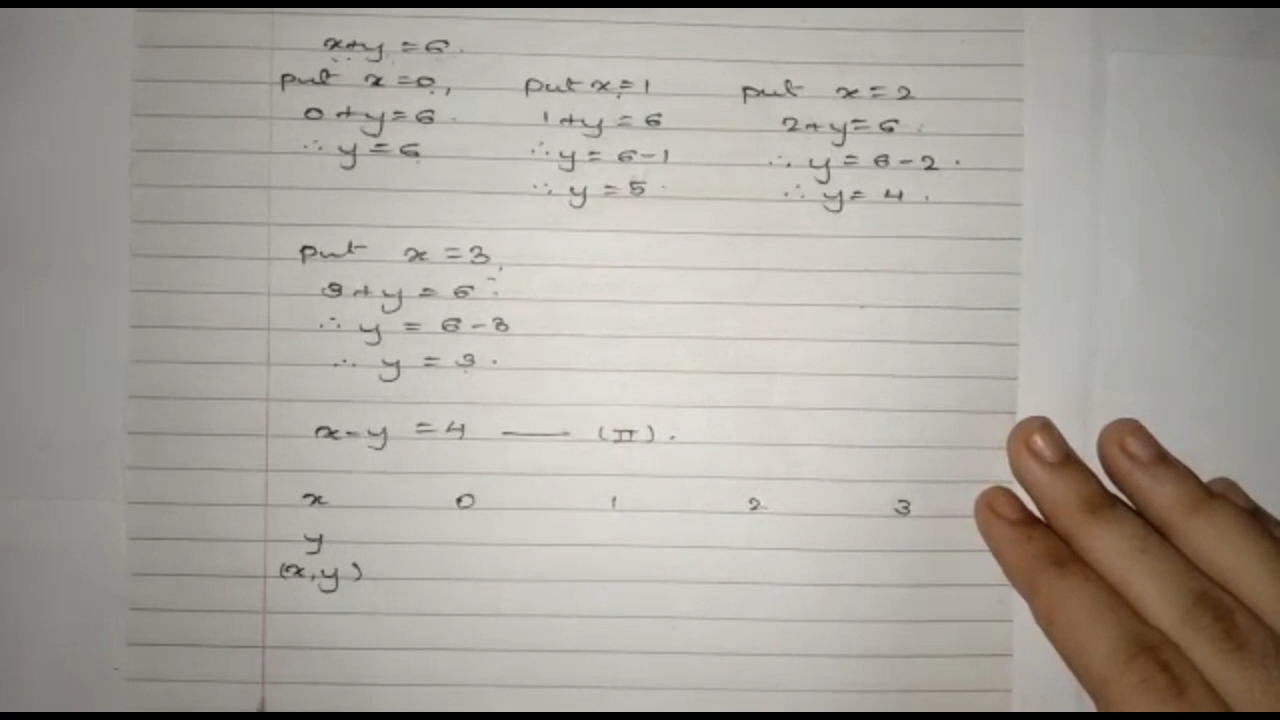 x+y = 6.
put x = 0, put x = 1 put x = 2
0 + y = 6. 1 + y = 6 2 + y = 6.
∴ y = 6 ∴ y = 6 - 1 ∴ y = 6 - 2.
∴ y = 5. ∴ y = 4.
put x = 3,
3 + y = 6.
∴ y = 6 - 3
∴ y = 3.
x - y = 4 —— (II).
x 0 1 2 3
y
(x, y)